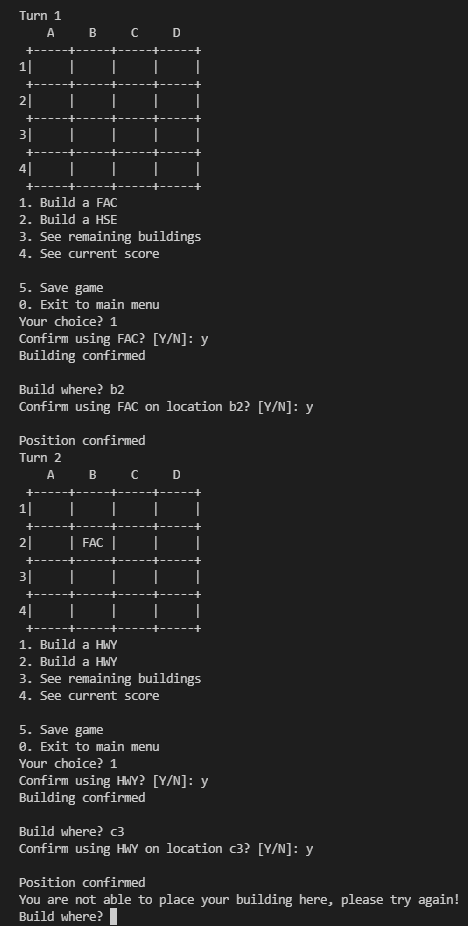 Turn 1
    A     B     C     D
 +-----+-----+-----+-----+
1|     |     |     |     |
 +-----+-----+-----+-----+
2|     |     |     |     |
 +-----+-----+-----+-----+
3|     |     |     |     |
 +-----+-----+-----+-----+
4|     |     |     |     |
 +-----+-----+-----+-----+
1. Build a FAC
2. Build a HSE
3. See remaining buildings
4. See current score

5. Save game
0. Exit to main menu
Your choice? 1
Confirm using FAC? [Y/N]: y
Building confirmed

Build where? b2
Confirm using FAC on location b2? [Y/N]: y

Position confirmed
Turn 2
    A     B     C     D
 +-----+-----+-----+-----+
1|     |     |     |     |
 +-----+-----+-----+-----+
2|     | FAC |     |     |
 +-----+-----+-----+-----+
3|     |     |     |     |
 +-----+-----+-----+-----+
4|     |     |     |     |
 +-----+-----+-----+-----+
1. Build a HWY
2. Build a HWY
3. See remaining buildings
4. See current score

5. Save game
0. Exit to main menu
Your choice? 1
Confirm using HWY? [Y/N]: y
Building confirmed

Build where? c3
Confirm using HWY on location c3? [Y/N]: y

Position confirmed
You are not able to place your building here, please try again!
Build where?